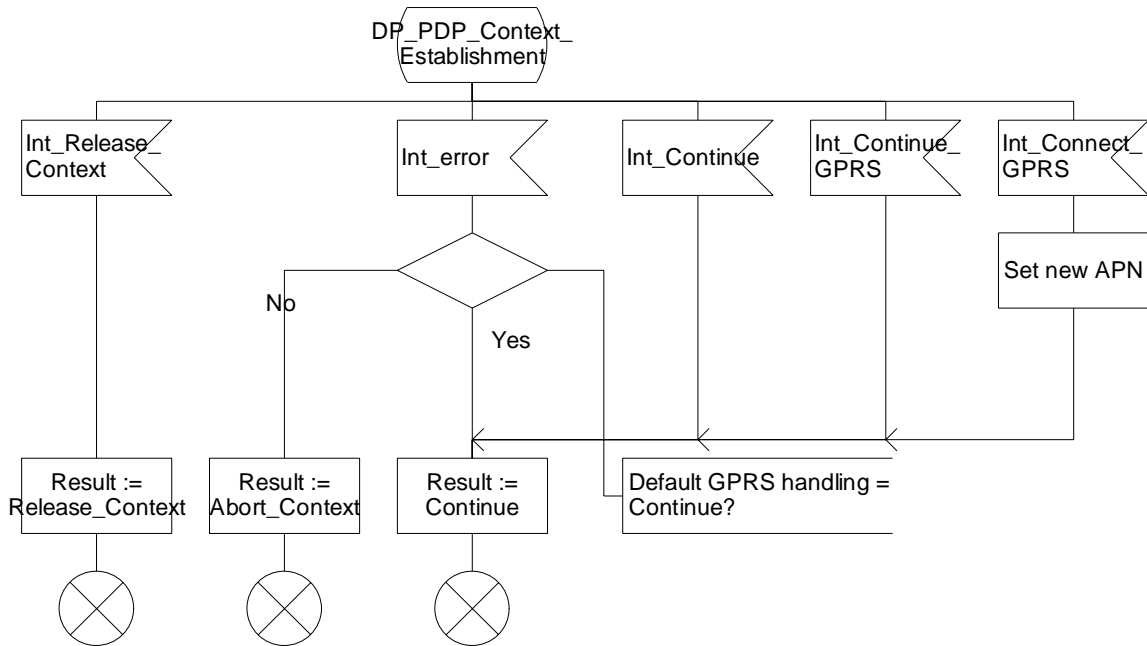 DP_PDP_Context_
Establishment
Int_Release_
Context
Int_error
Int_Continue
Int_Continue_
GPRS
Int_Connect_
GPRS
Set new APN
No
Yes
Result :=
Release_Context
Result :=
Abort_Context
Result :=
Continue
Default GPRS handling =
Continue?